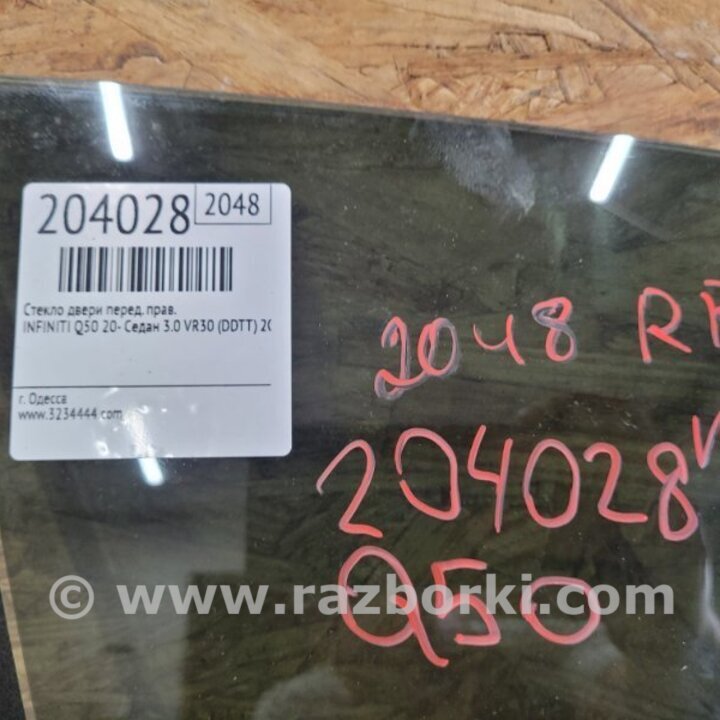 204028 2048
Стекло двери перед. прав.
INFINITI Q50 20- Седан 3.0 VR30 (DDTT)
г. Одесса
www.3234444.com
2048
204028
Q50
© www.razborki.com